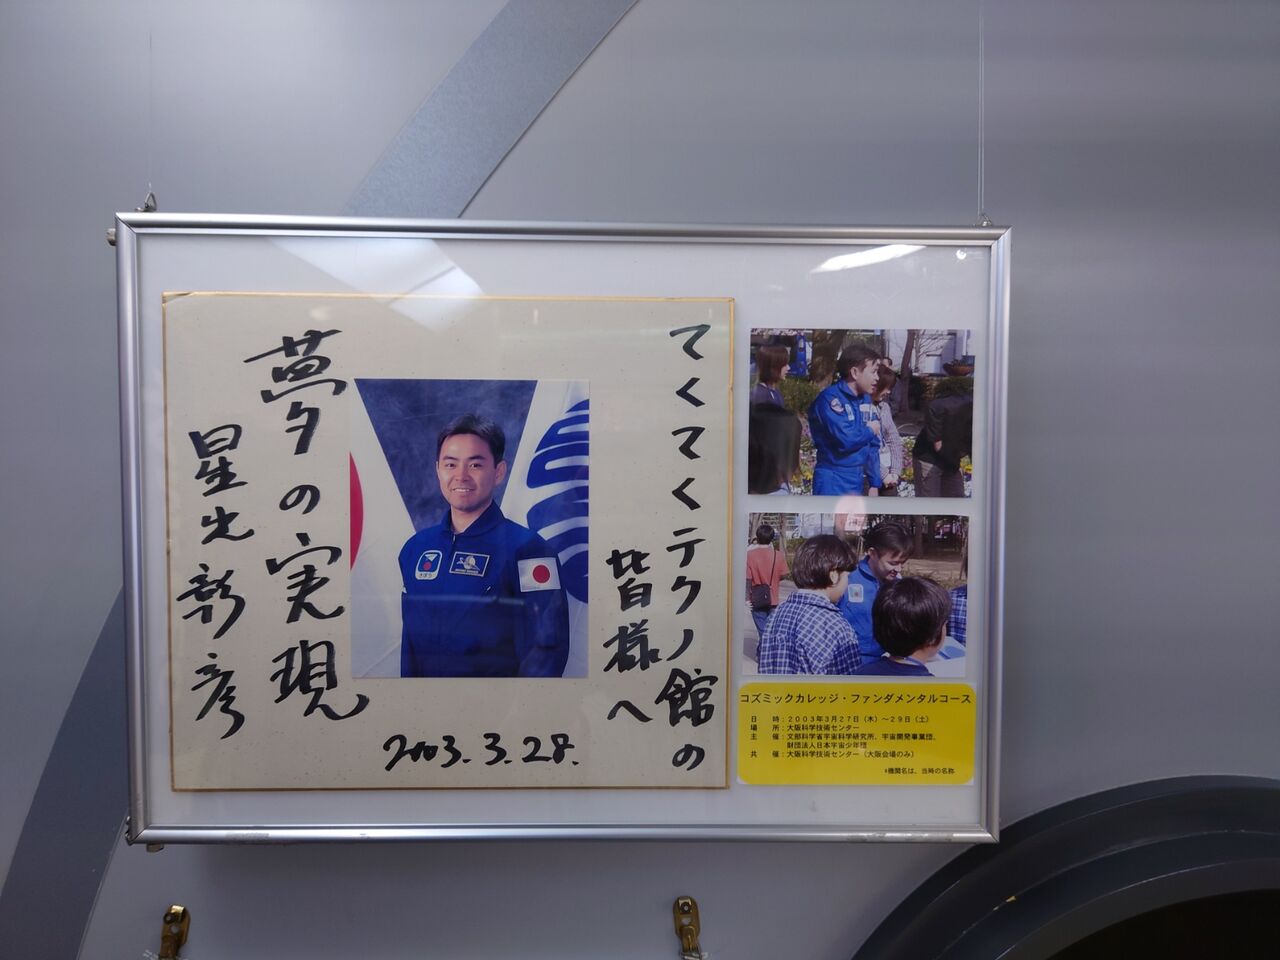 てくてくテクノ館の
皆様へ
夢の実現
星出彰彦
2003.3.28.
きぼう
コズミックカレッジ・ファンダメンタルコース
日　時：2003年3月27日（木）～29日（土）
場　所：大阪科学技術センター
主　催：文部科学省宇宙科学研究所、宇宙開発事業団、
財団法人日本宇宙少年団
共　催：大阪科学技術センター（大阪会場のみ）
*機関名は、当時の名称